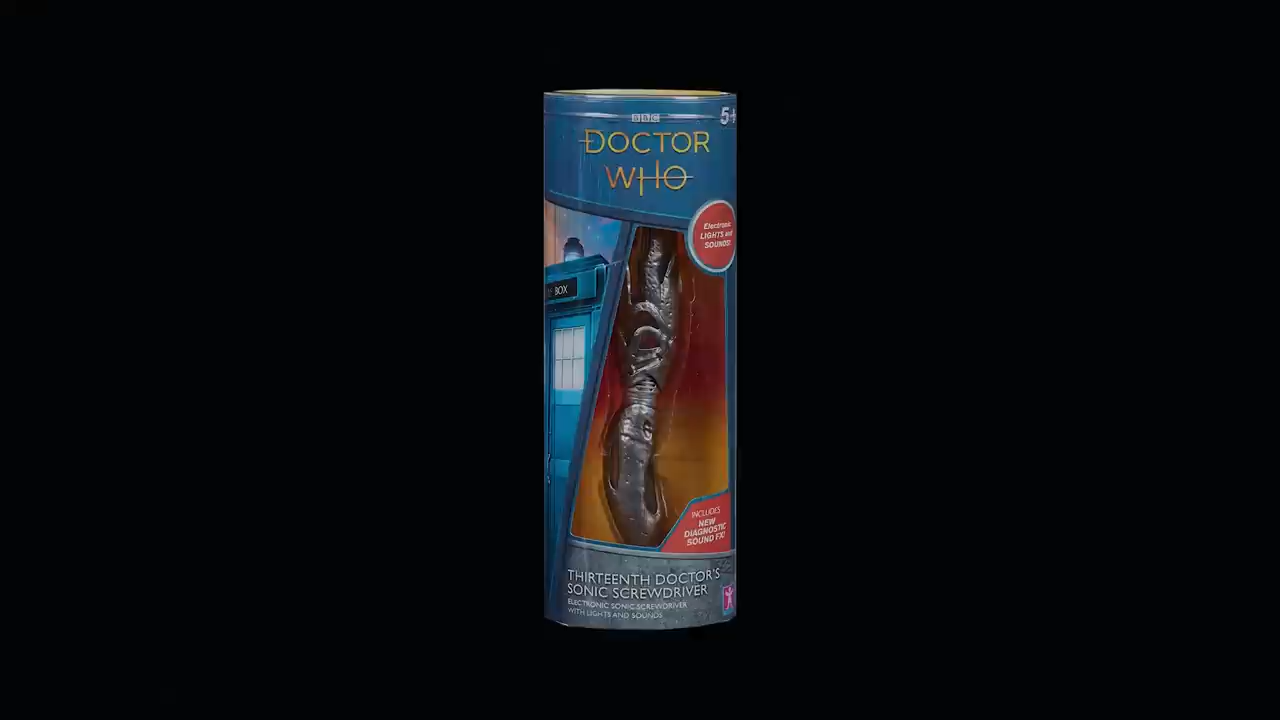 BBC
5+
DOCTOR
WHO
Electronic
LIGHTS and
SOUNDS!
BOX
INCLUDES
NEW
DIAGNOSTIC
SOUND FX!
THIRTEENTH DOCTOR'S
SONIC SCREWDRIVER
ELECTRONIC SONIC SCREWDRIVER
WITH LIGHTS AND SOUNDS